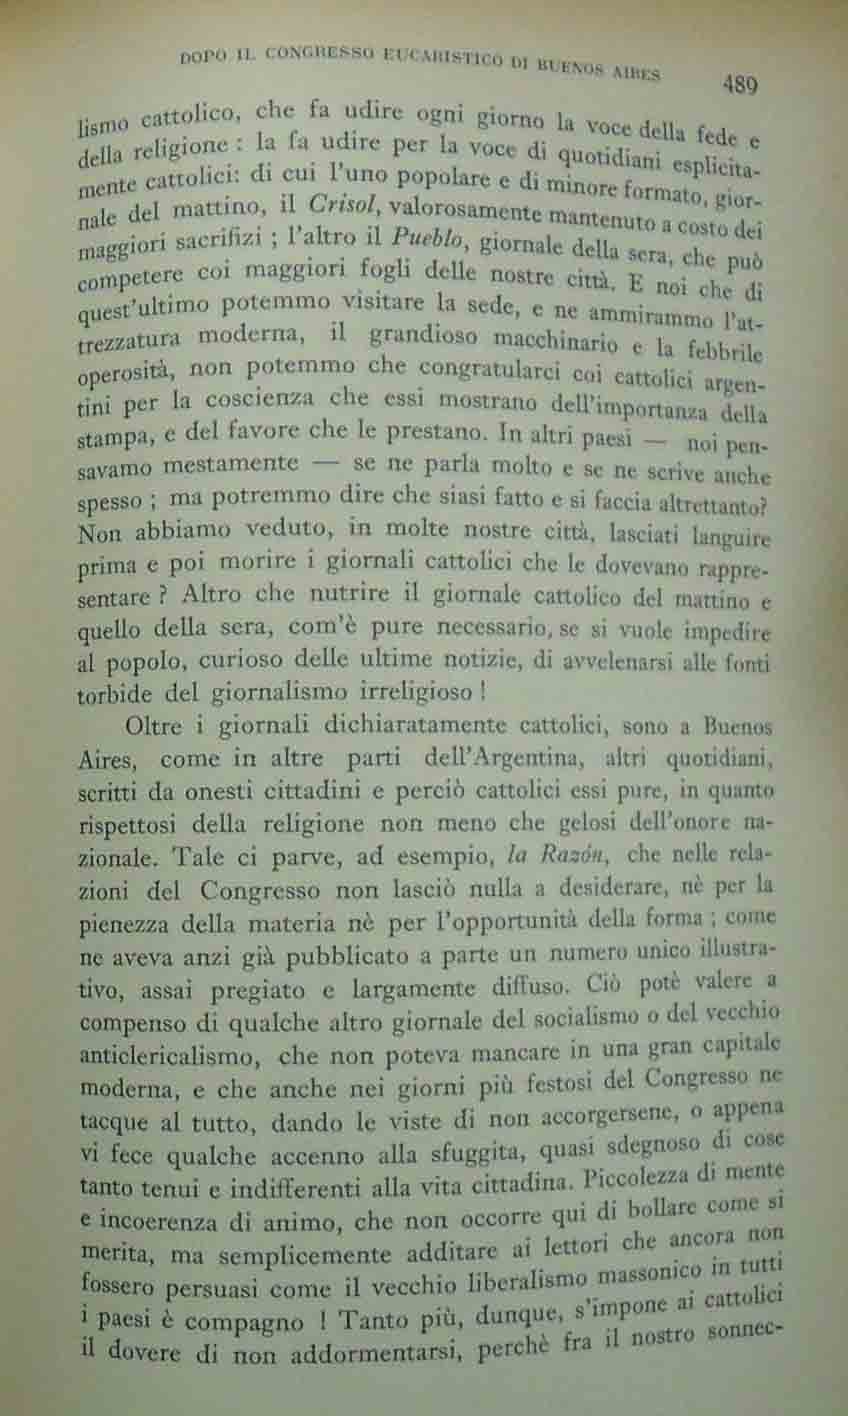 DOPO IL CONGRESSO EUCARISTICO DI BUENOS AIRES 489
lismo cattolico, che fa udire ogni giorno la voce della fede e
della religione : la fa udire per la voce di quotidiani esplicita-
mente cattolici: di cui l'uno popolare e di minore formato, gior-
nale del mattino, il Crisol, valorosamente mantenuto a costo dei
maggiori sacrifizi ; l'altro il Pueblo, giornale della sera, che può
competere coi maggiori fogli delle nostre città. E noi che di
quest'ultimo potemmo visitare la sede, e ne ammirammo l'at-
trezzatura moderna, il grandioso macchinario e la febbrile
operosità, non potemmo che congratularci coi cattolici argen-
tini per la coscienza che essi mostrano dell'importanza della
stampa, e del favore che le prestano. In altri paesi — noi pen-
savamo mestamente — se ne parla molto e se ne scrive anche
spesso ; ma potremmo dire che siasi fatto e si faccia altrettanto?
Non abbiamo veduto, in molte nostre città, lasciati languire
prima e poi morire i giornali cattolici che le dovevano rappre-
sentare ? Altro che nutrire il giornale cattolico del mattino e
quello della sera, com'è pure necessario, se si vuole impedire
al popolo, curioso delle ultime notizie, di avvelenarsi alle fonti
torbide del giornalismo irreligioso !
Oltre i giornali dichiaratamente cattolici, sono a Buenos
Aires, come in altre parti dell'Argentina, altri quotidiani,
scritti da onesti cittadini e perciò cattolici essi pure, in quanto
rispettosi della religione non meno che gelosi dell'onore na-
zionale. Tale ci parve, ad esempio, la Razón, che nelle rela-
zioni del Congresso non lasciò nulla a desiderare, nè per la
pienezza della materia nè per l'opportunità della forma ; come
ne aveva anzi già pubblicato a parte un numero unico illustra-
tivo, assai pregiato e largamente diffuso. Ciò potè valere a
compenso di qualche altro giornale del socialismo o del vecchio
anticlericalismo, che non poteva mancare in una gran capitale
moderna, e che anche nei giorni più festosi del Congresso ne
tacque al tutto, dando le viste di non accorgersene, o appena
vi fece qualche accenno alla sfuggita, quasi sdegnoso di cose
tanto tenui e indifferenti alla vita cittadina. Piccolezza di mente
e incoerenza di animo, che non occorre qui di bollare come si
merita, ma semplicemente additare ai lettori che ancora non
fossero persuasi come il vecchio liberalismo massonico in tutti
i paesi è compagno ! Tanto più, dunque, s'impone ai cattolici
il dovere di non addormentarsi, perchè fra il nostro sonnec-